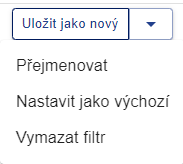 Uložit jako nový
Přejmenovat
Nastavit jako výchozí
Vymazat filtr